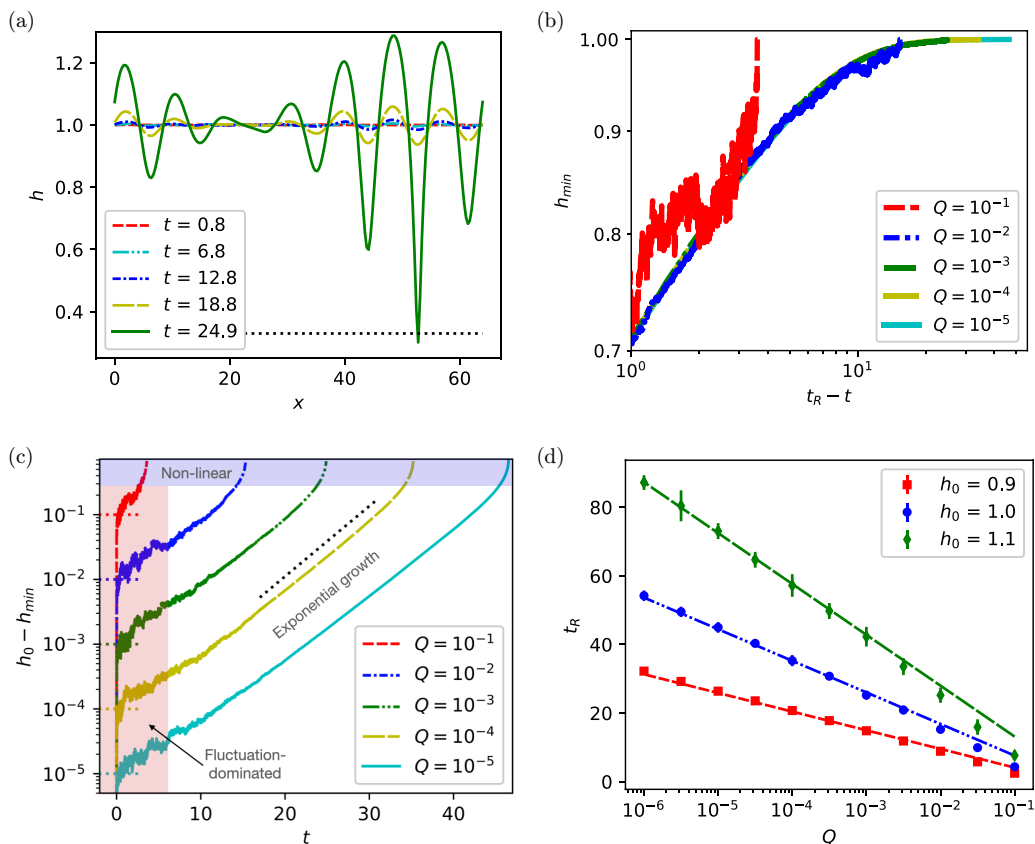 (a)
h
1.2
1.0
0.8
0.6
0.4
t = 0.8
t = 6.8
t = 12.8
t = 18.8
t = 24.9
0 20 40 60
x
(b)
h_min
1.00
0.9
0.8
0.7
Q = 10^-1
Q = 10^-2
Q = 10^-3
Q = 10^-4
Q = 10^-5
10^0 10^1
t_R − t
(c)
h_0 − h_min
10^-1
10^-2
10^-3
10^-4
10^-5
Non-linear
Exponential growth
Fluctuation-
dominated
Q = 10^-1
Q = 10^-2
Q = 10^-3
Q = 10^-4
Q = 10^-5
0 10 20 30 40
t
(d)
t_R
80
60
40
20
0
h_0 = 0.9
h_0 = 1.0
h_0 = 1.1
10^-6 10^-5 10^-4 10^-3 10^-2 10^-1
Q